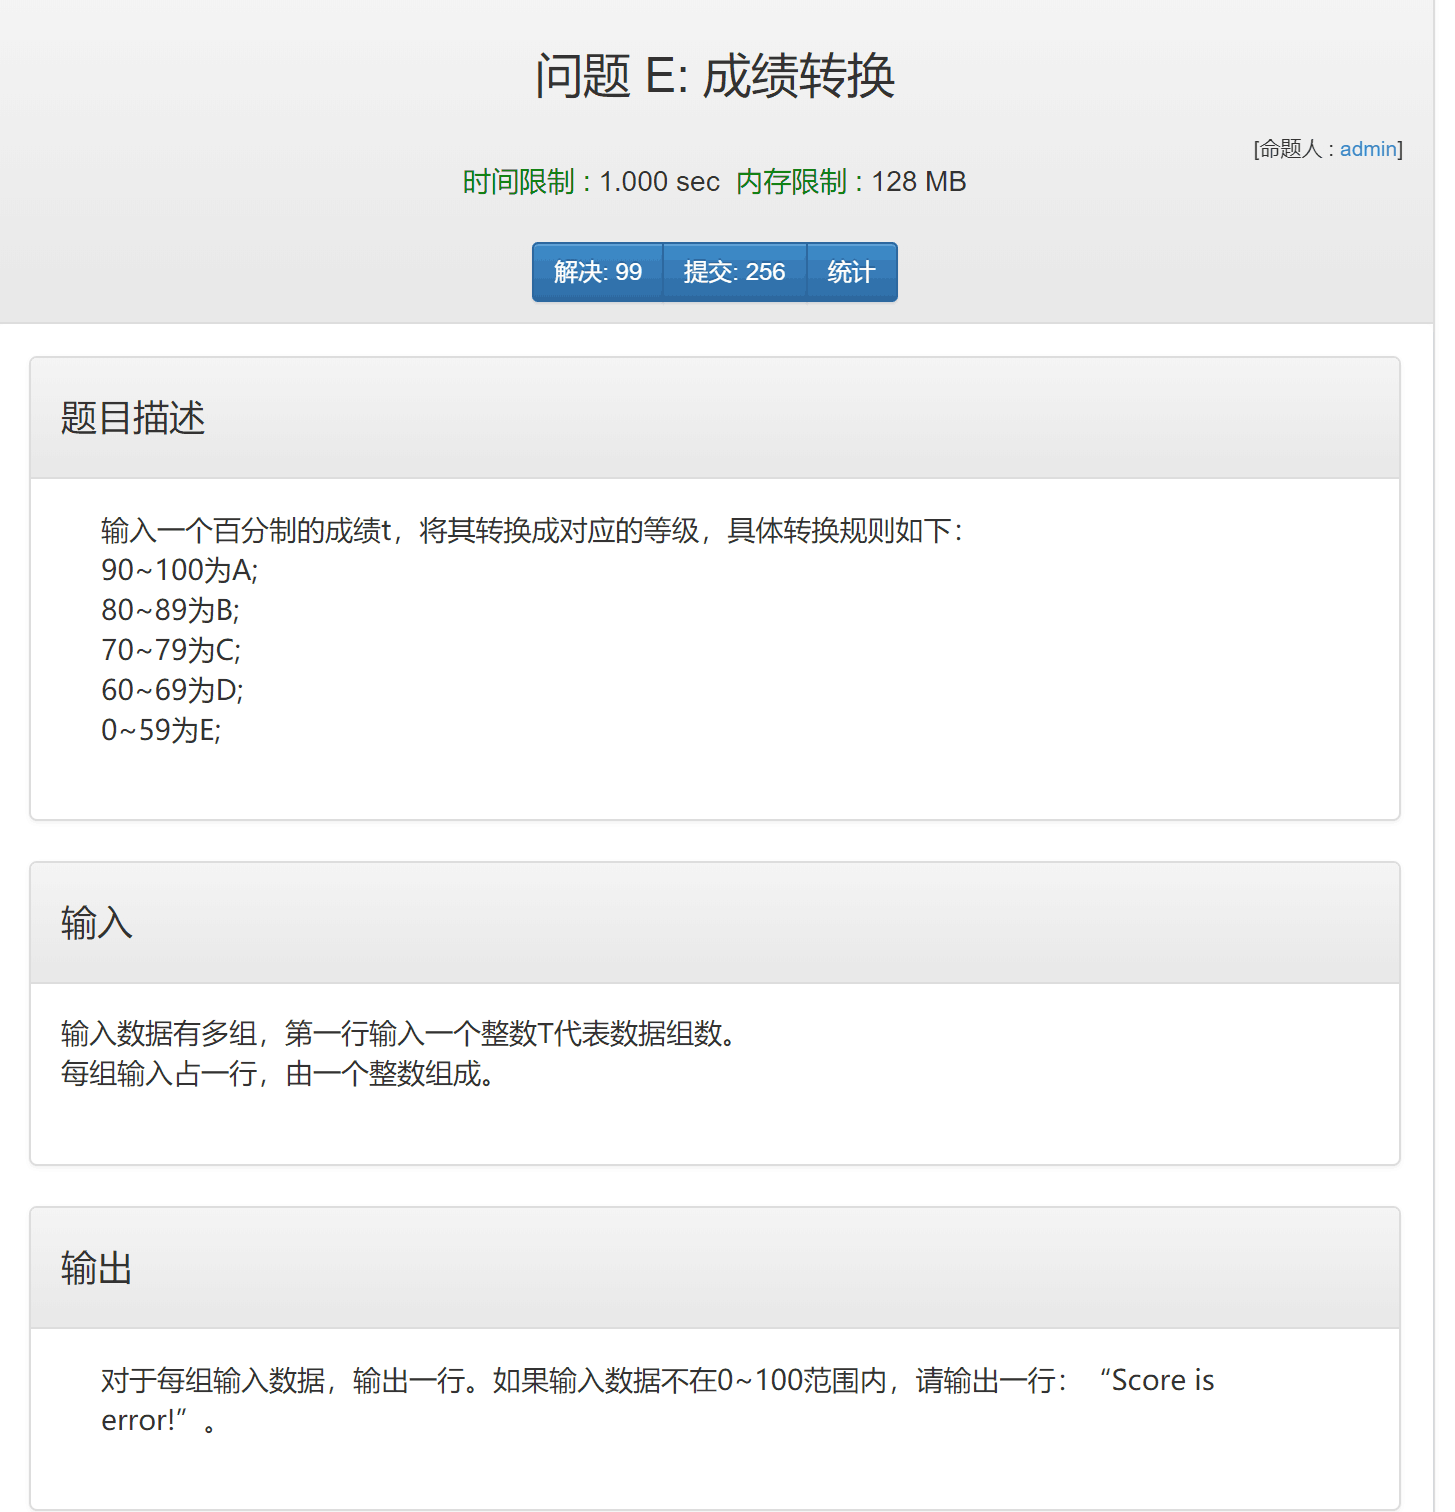 问题 E: 成绩转换
[命题人 : admin]
时间限制 : 1.000 sec 内存限制 : 128 MB
解决: 99 提交: 256 统计
题目描述
输入一个百分制的成绩t，将其转换成对应的等级，具体转换规则如下：
90~100为A;
80~89为B;
70~79为C;
60~69为D;
0~59为E;
输入
输入数据有多组，第一行输入一个整数T代表数据组数。
每组输入占一行，由一个整数组成。
输出
对于每组输入数据，输出一行。如果输入数据不在0~100范围内，请输出一行：“Score is
error!”。